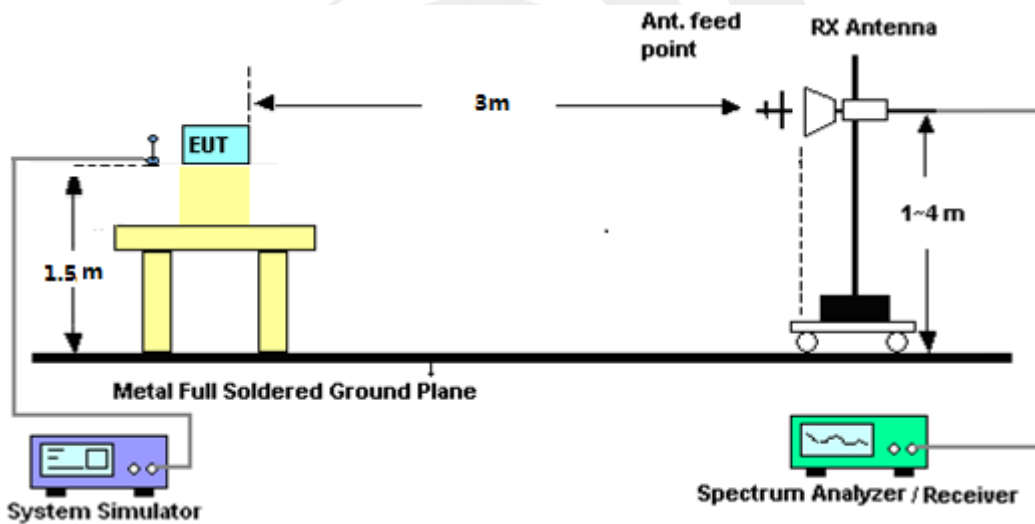 Ant. feed
point
RX Antenna
3m
EUT
1~4 m
1.5 m
Metal Full Soldered Ground Plane
System Simulator
Spectrum Analyzer / Receiver